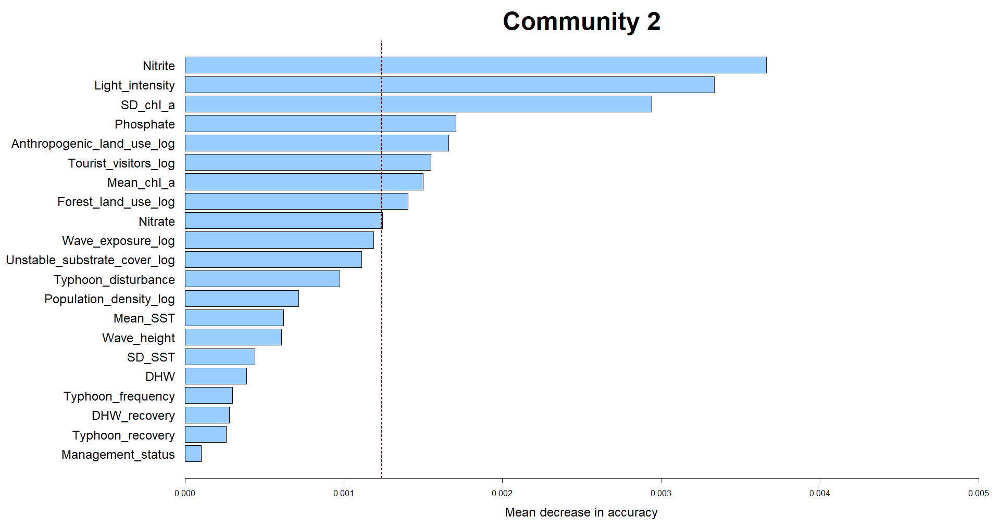 Community 2
Nitrite
Light_intensity
SD_chl_a
Phosphate
Anthropogenic_land_use_log
Tourist_visitors_log
Mean_chl_a
Forest_land_use_log
Nitrate
Wave_exposure_log
Unstable_substrate_cover_log
Typhoon_disturbance
Population_density_log
Mean_SST
Wave_height
SD_SST
DHW
Typhoon_frequency
DHW_recovery
Typhoon_recovery
Management_status
0.000 0.001 0.002 0.003 0.004 0.005
Mean decrease in accuracy